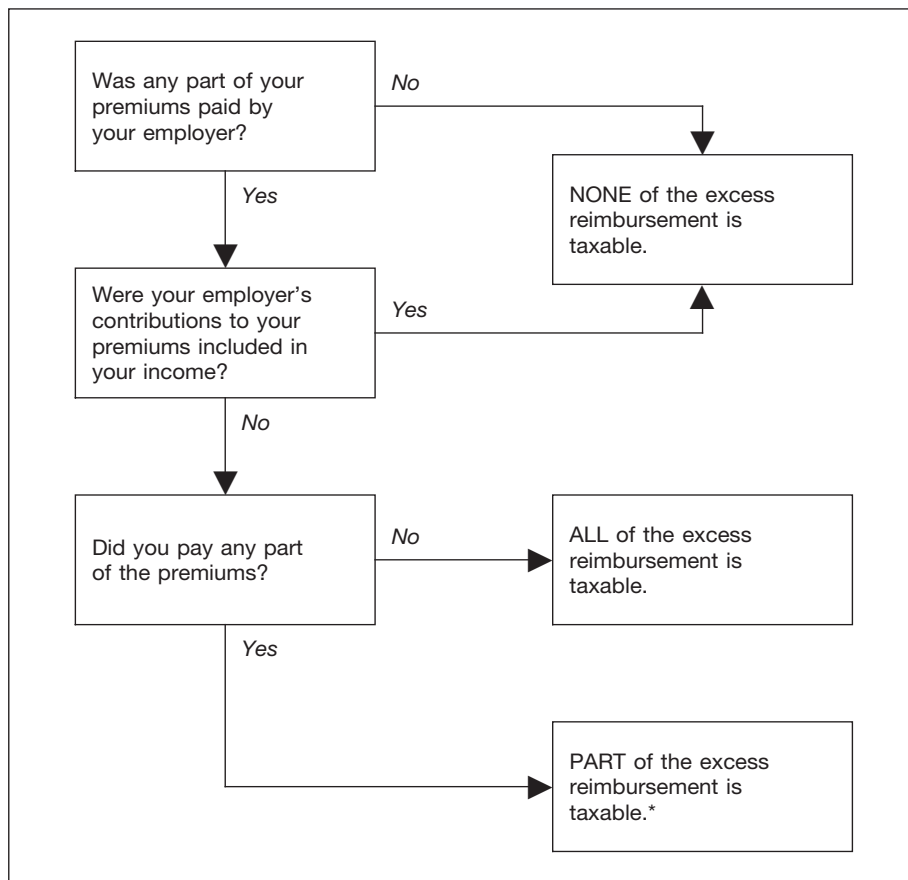 Was any part of your
premiums paid by
your employer?
No
Yes
NONE of the excess
reimbursement is
taxable.
Were your employer’s
contributions to your
premiums included in
your income?
Yes
No
Did you pay any part
of the premiums?
No
ALL of the excess
reimbursement is
taxable.
Yes
PART of the excess
reimbursement is
taxable.*